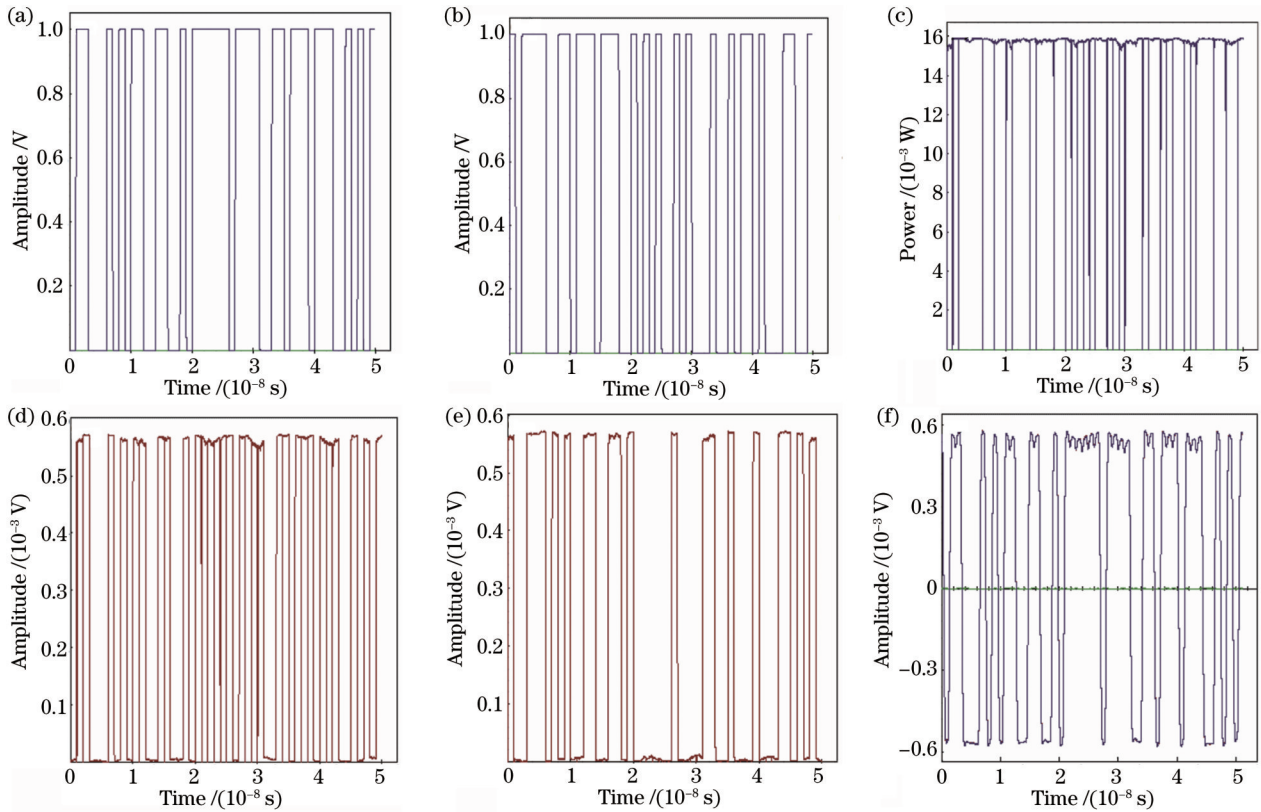 (a)
1.0
0.8
0.6
0.4
0.2
Amplitude /V
0 1 2 3 4 5
Time /(10⁻⁸ s)
(b)
1.0
0.8
0.6
0.4
0.2
Amplitude /V
0 1 2 3 4 5
Time /(10⁻⁸ s)
(c)
16
14
12
10
8
6
4
2
Power /(10⁻³ W)
0 1 2 3 4 5
Time /(10⁻⁸ s)
(d)
0.6
0.5
0.4
0.3
0.2
0.1
Amplitude /(10⁻³ V)
0 1 2 3 4 5
Time /(10⁻⁸ s)
(e)
0.6
0.5
0.4
0.3
0.2
0.1
Amplitude /(10⁻³ V)
0 1 2 3 4 5
Time /(10⁻⁸ s)
(f)
0.6
0.3
0
−0.3
−0.6
Amplitude /(10⁻³ V)
0 1 2 3 4 5
Time /(10⁻⁸ s)